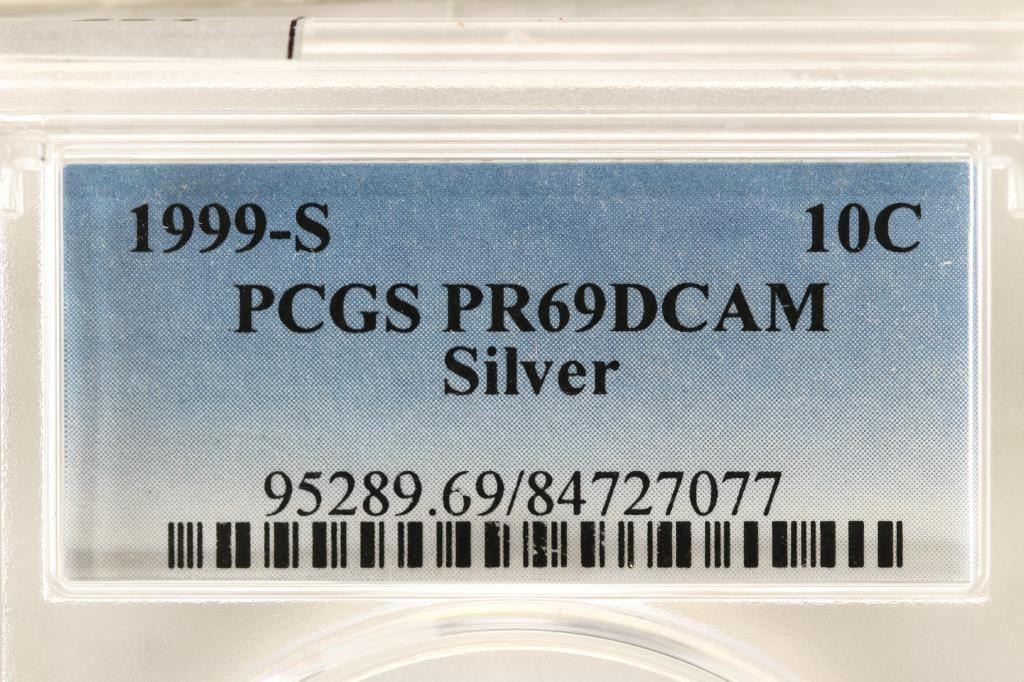 1999-S 10C
PCGS PR69DCAM
Silver
95289.69/84727077